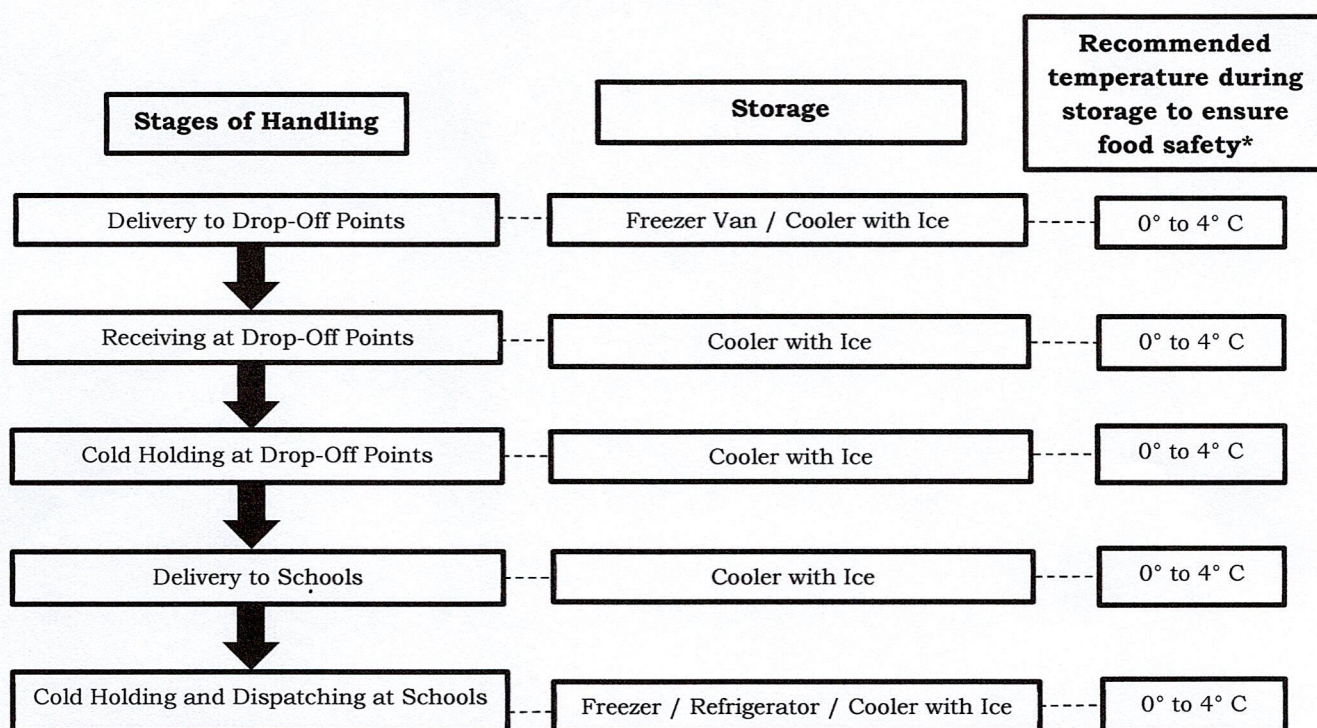 Stages of Handling
Storage
Recommended
temperature during
storage to ensure
food safety*
Delivery to Drop-Off Points
Freezer Van / Cooler with Ice
0° to 4° C
Receiving at Drop-Off Points
Cooler with Ice
0° to 4° C
Cold Holding at Drop-Off Points
Cooler with Ice
0° to 4° C
Delivery to Schools
Cooler with Ice
0° to 4° C
Cold Holding and Dispatching at Schools
Freezer / Refrigerator / Cooler with Ice
0° to 4° C